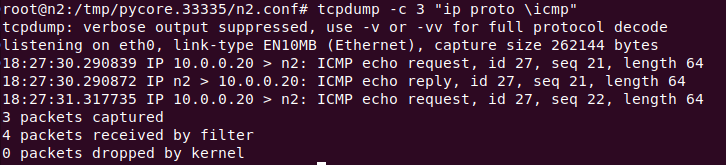 root@n2:/tmp/pycore.33335/n2.conf# tcpdump -c 3 "ip proto \icmp"
tcpdump: verbose output suppressed, use -v or -vv for full protocol decode
listening on eth0, link-type EN10MB (Ethernet), capture size 262144 bytes
18:27:30.290839 IP 10.0.0.20 > n2: ICMP echo request, id 27, seq 21, length 64
18:27:30.290872 IP n2 > 10.0.0.20: ICMP echo reply, id 27, seq 21, length 64
18:27:31.317735 IP 10.0.0.20 > n2: ICMP echo request, id 27, seq 22, length 64
3 packets captured
4 packets received by filter
0 packets dropped by kernel